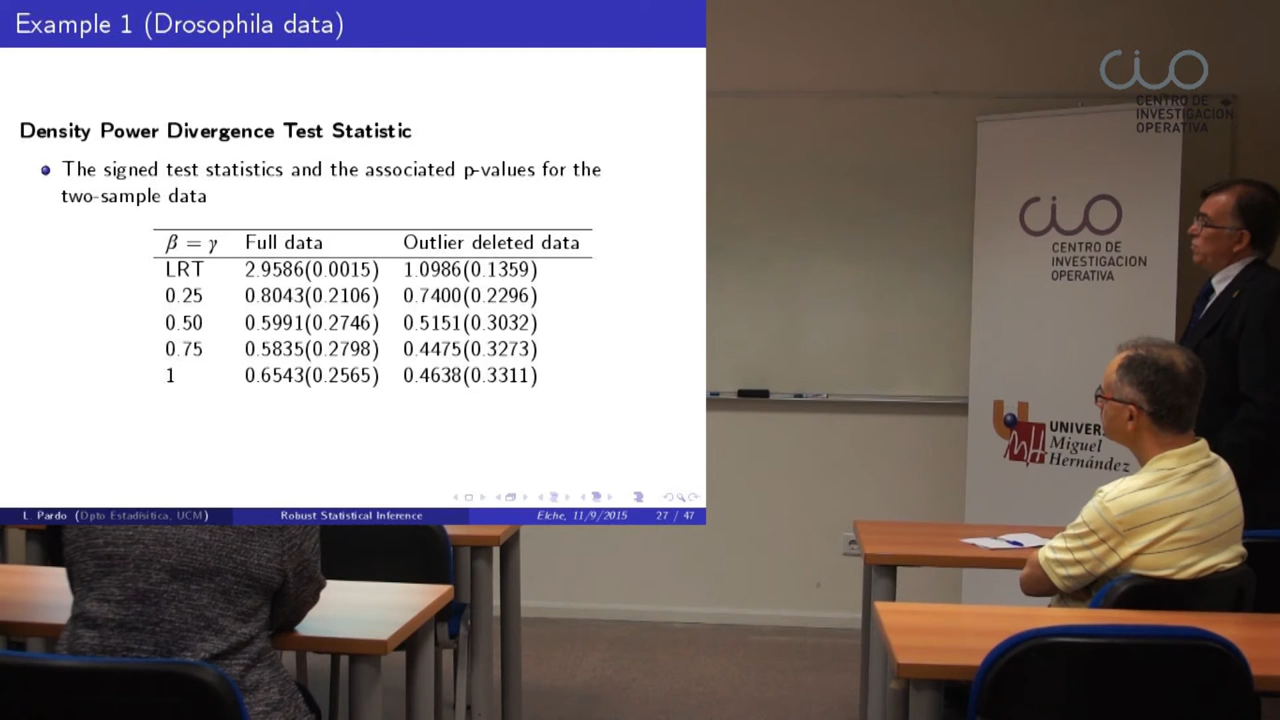 Example 1 (Drosophila data)
Density Power Divergence Test Statistic
The signed test statistics and the associated p-values for the
two-sample data
β = γ Full data Outlier deleted data
LRT 2.9586(0.0015) 1.0986(0.1359)
0.25 0.8043(0.2106) 0.7400(0.2296)
0.50 0.5991(0.2746) 0.5151(0.3032)
0.75 0.5835(0.2798) 0.4475(0.3273)
1 0.6543(0.2565) 0.4638(0.3311)
L. Pardo (Dpto Estadísitica, UCM) Robust Statistical Inference Elche, 11/9/2015 27 / 47
CIO
CENTRO DE
INVESTIGACION
OPERATIVA
CIO
CENTRO DE
INVESTIGACION
OPERATIVA
UNIVER
Miguel
Hernández